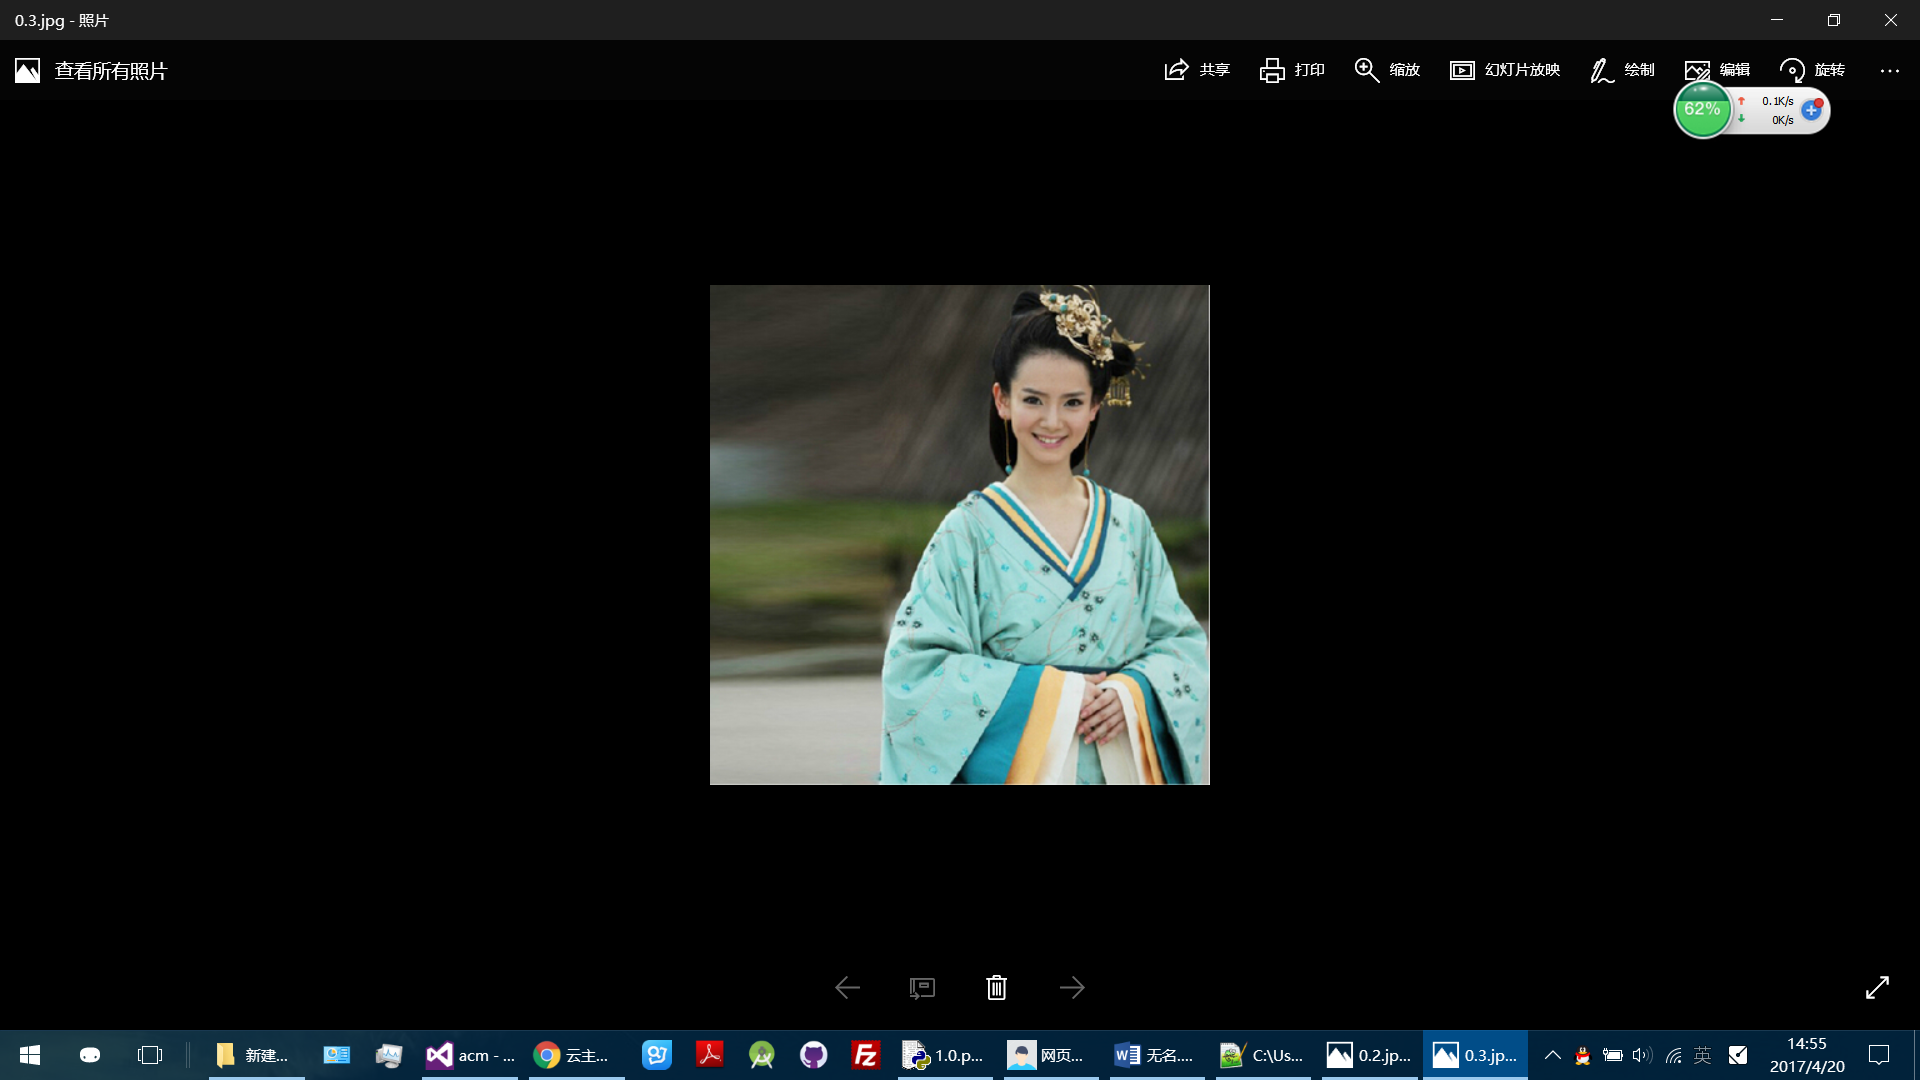 0.3.jpg - 照片
查看所有照片
共享
打印
缩放
幻灯片放映
绘制
编辑
旋转
62%
0.1K/s
0K/s
新建...
acm - ...
云主...
1.0.p...
网页...
无名....
C:\Us...
0.2.jp...
0.3.jp...
英
14:55
2017/4/20